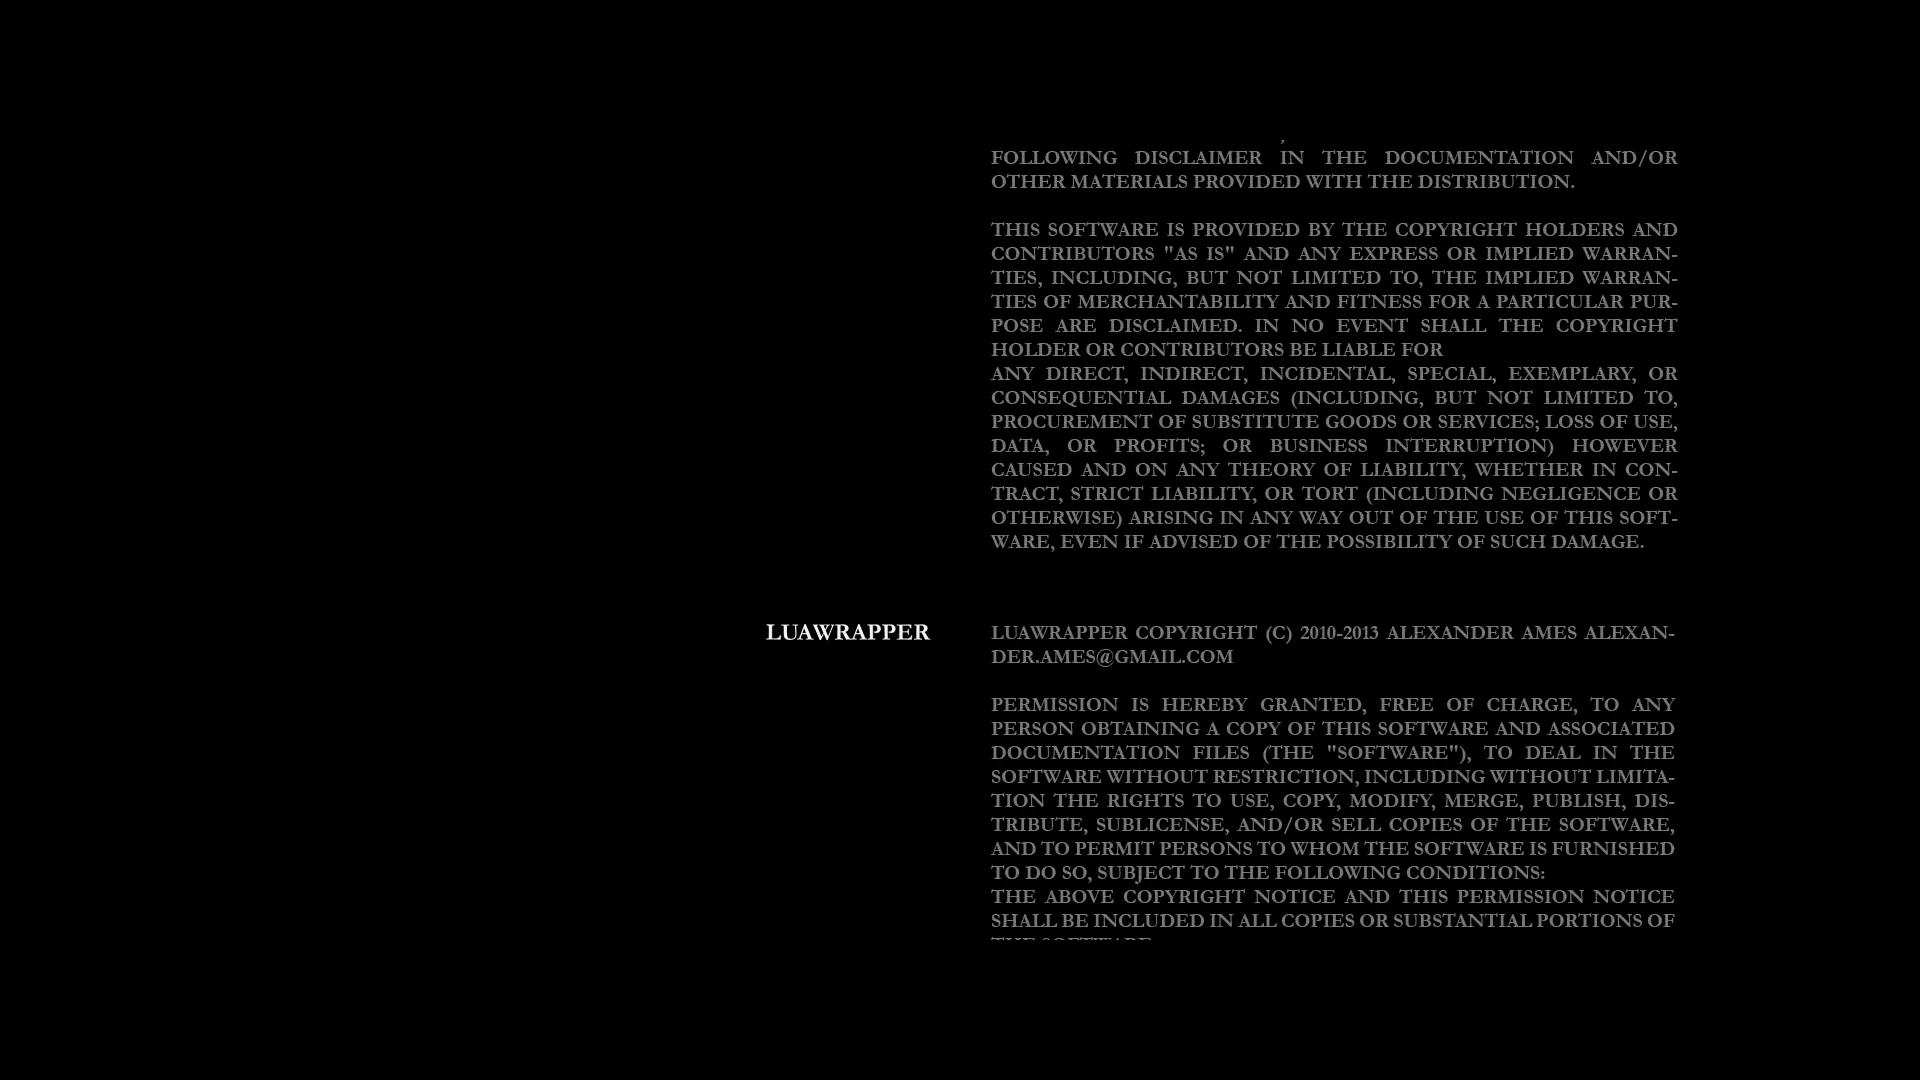 FOLLOWING DISCLAIMER IN THE DOCUMENTATION AND/OR
OTHER MATERIALS PROVIDED WITH THE DISTRIBUTION.
THIS SOFTWARE IS PROVIDED BY THE COPYRIGHT HOLDERS AND
CONTRIBUTORS "AS IS" AND ANY EXPRESS OR IMPLIED WARRAN-
TIES, INCLUDING, BUT NOT LIMITED TO, THE IMPLIED WARRAN-
TIES OF MERCHANTABILITY AND FITNESS FOR A PARTICULAR PUR-
POSE ARE DISCLAIMED. IN NO EVENT SHALL THE COPYRIGHT
HOLDER OR CONTRIBUTORS BE LIABLE FOR
ANY DIRECT, INDIRECT, INCIDENTAL, SPECIAL, EXEMPLARY, OR
CONSEQUENTIAL DAMAGES (INCLUDING, BUT NOT LIMITED TO,
PROCUREMENT OF SUBSTITUTE GOODS OR SERVICES; LOSS OF USE,
DATA, OR PROFITS; OR BUSINESS INTERRUPTION) HOWEVER
CAUSED AND ON ANY THEORY OF LIABILITY, WHETHER IN CON-
TRACT, STRICT LIABILITY, OR TORT (INCLUDING NEGLIGENCE OR
OTHERWISE) ARISING IN ANY WAY OUT OF THE USE OF THIS SOFT-
WARE, EVEN IF ADVISED OF THE POSSIBILITY OF SUCH DAMAGE.
LUAWRAPPER
LUAWRAPPER COPYRIGHT (C) 2010-2013 ALEXANDER AMES ALEXAN-
DER.AMES@GMAIL.COM
PERMISSION IS HEREBY GRANTED, FREE OF CHARGE, TO ANY
PERSON OBTAINING A COPY OF THIS SOFTWARE AND ASSOCIATED
DOCUMENTATION FILES (THE "SOFTWARE"), TO DEAL IN THE
SOFTWARE WITHOUT RESTRICTION, INCLUDING WITHOUT LIMITA-
TION THE RIGHTS TO USE, COPY, MODIFY, MERGE, PUBLISH, DIS-
TRIBUTE, SUBLICENSE, AND/OR SELL COPIES OF THE SOFTWARE,
AND TO PERMIT PERSONS TO WHOM THE SOFTWARE IS FURNISHED
TO DO SO, SUBJECT TO THE FOLLOWING CONDITIONS:
THE ABOVE COPYRIGHT NOTICE AND THIS PERMISSION NOTICE
SHALL BE INCLUDED IN ALL COPIES OR SUBSTANTIAL PORTIONS OF